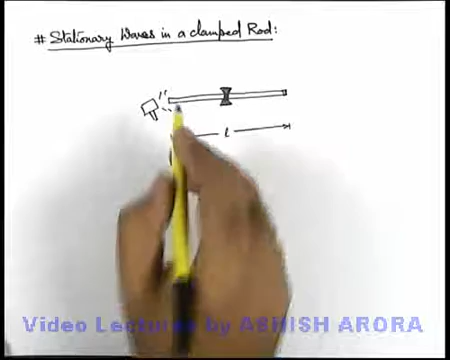 # Stationary Waves in a clamped Rod:
l
Video Lectures by ASHISH ARORA